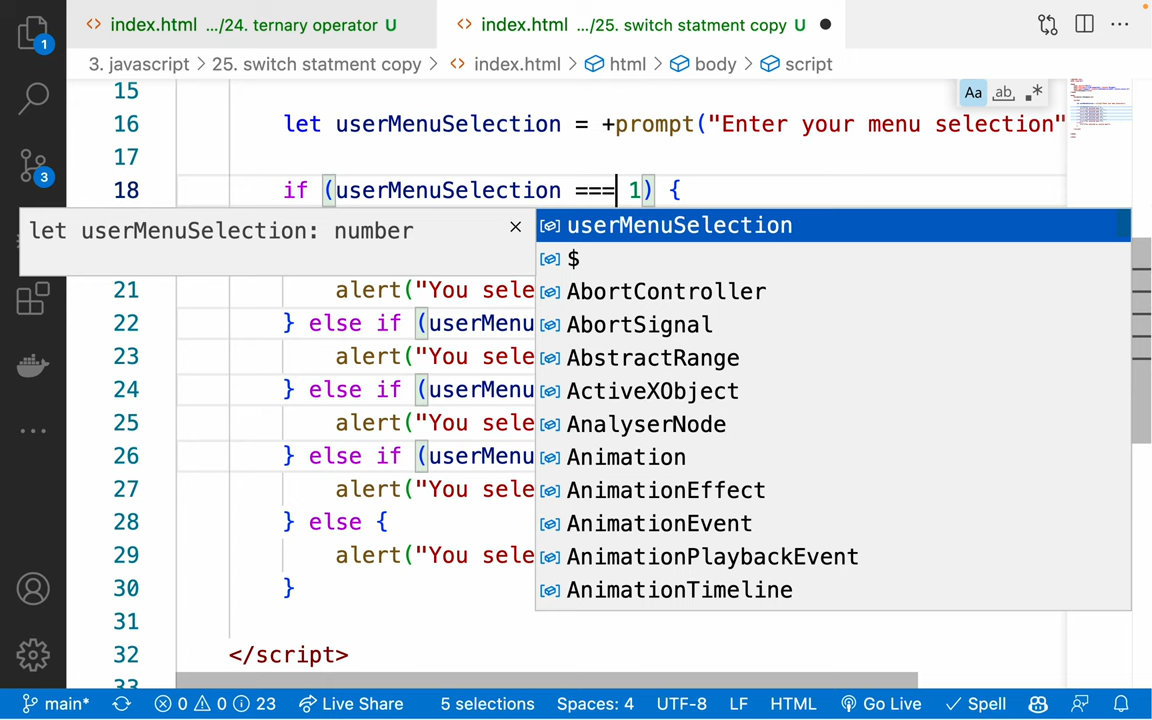 index.html .../24. ternary operator U
index.html .../25. switch statment copy U
3. javascript > 25. switch statment copy > index.html > html > body > script
1
3
15
Aa ab .*
16 let userMenuSelection = +prompt("Enter your menu selection"
17
18 if (userMenuSelection === 1) {
let userMenuSelection: number
userMenuSelection
$
AbortController
AbortSignal
AbstractRange
ActiveXObject
AnalyserNode
Animation
AnimationEffect
AnimationEvent
AnimationPlaybackEvent
AnimationTimeline
21 alert("You sele
22 } else if (userMenu
23 alert("You sele
24 } else if (userMenu
25 alert("You sele
26 } else if (userMenu
27 alert("You sele
28 } else {
29 alert("You sele
30 }
31
32 </script>
33
main* 0 0 23 Live Share 5 selections Spaces: 4 UTF-8 LF HTML Go Live Spell